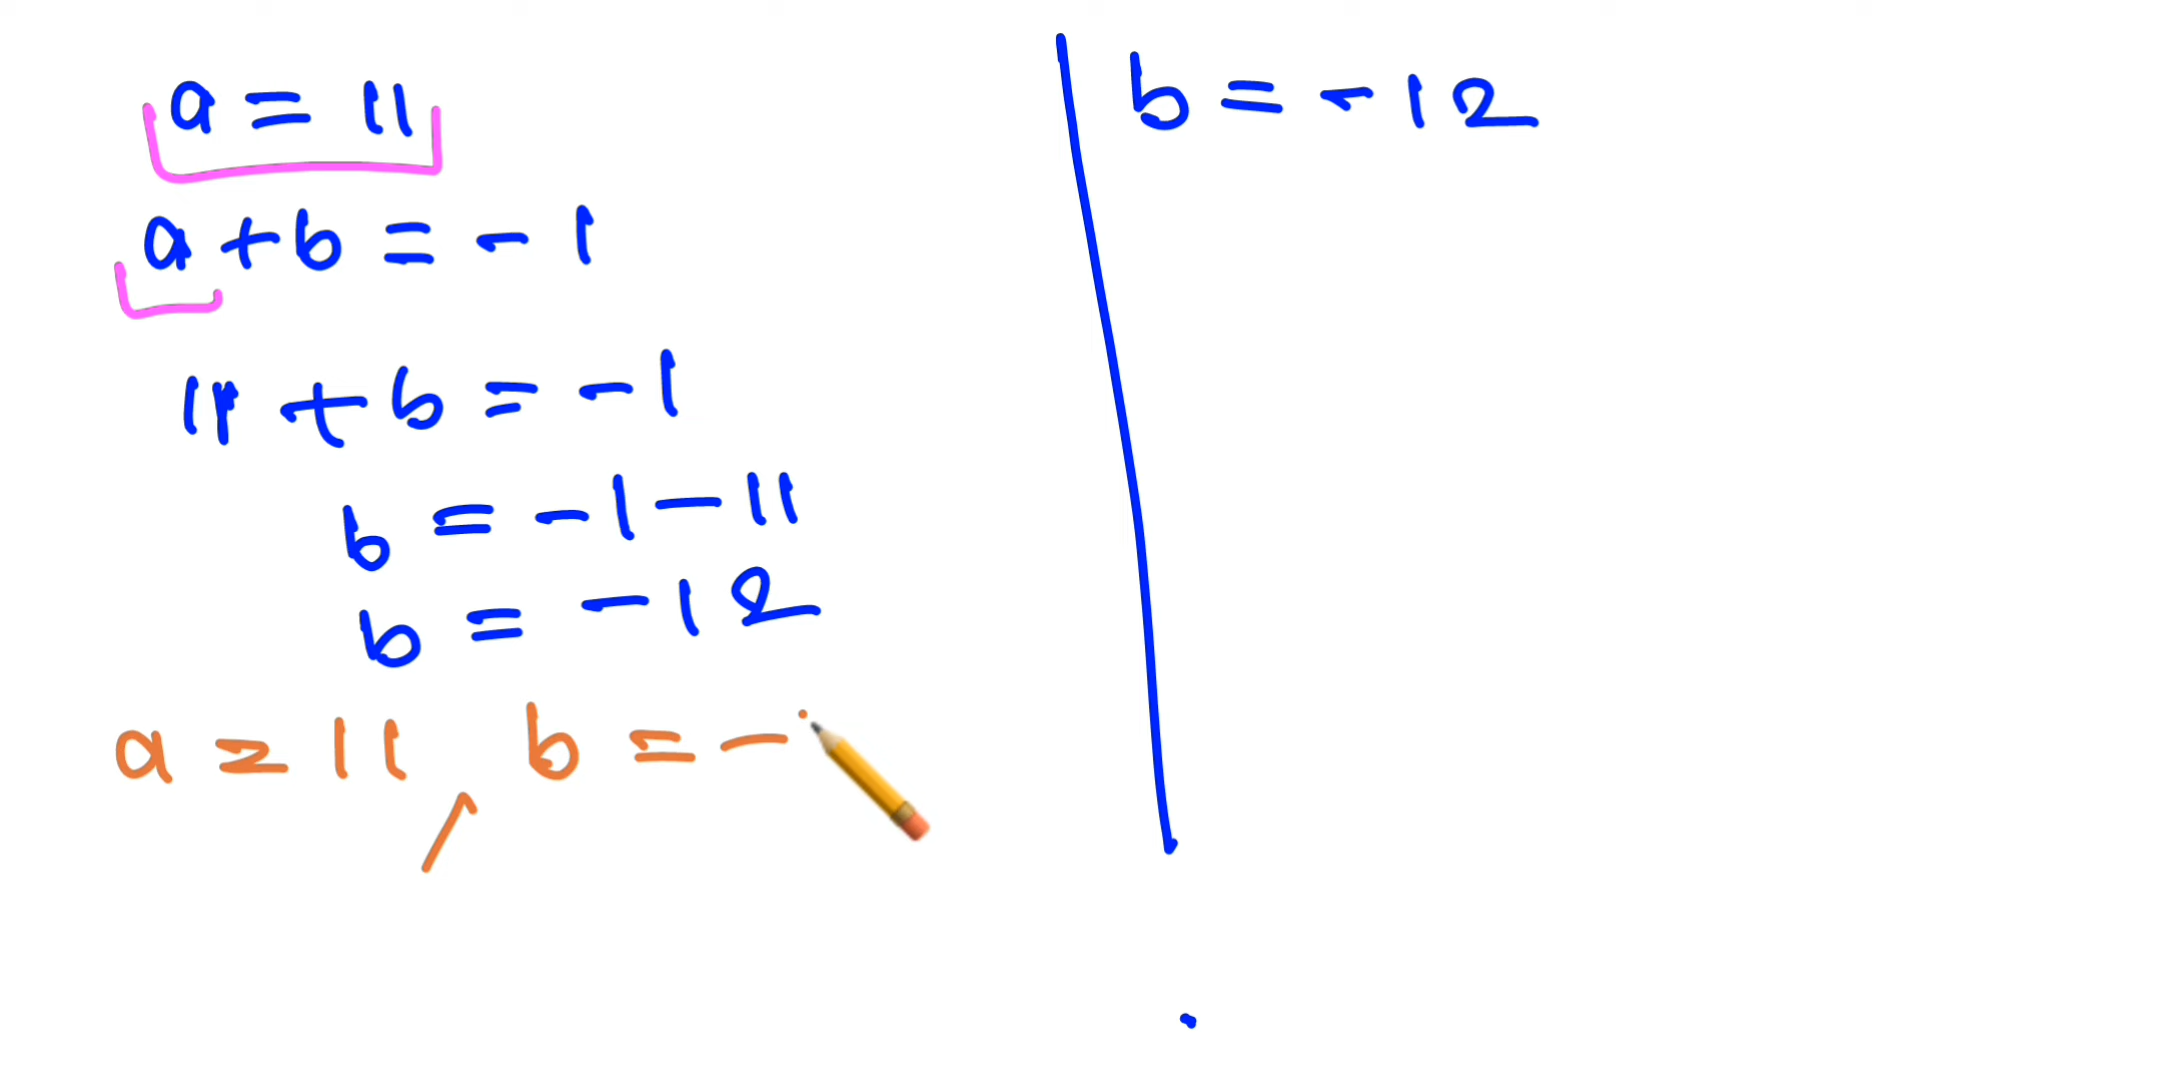 a = 11
a + b = - 1
11 + b = - 1
b = - 1 - 11
b = - 12
a = 11, b = -
b = - 12